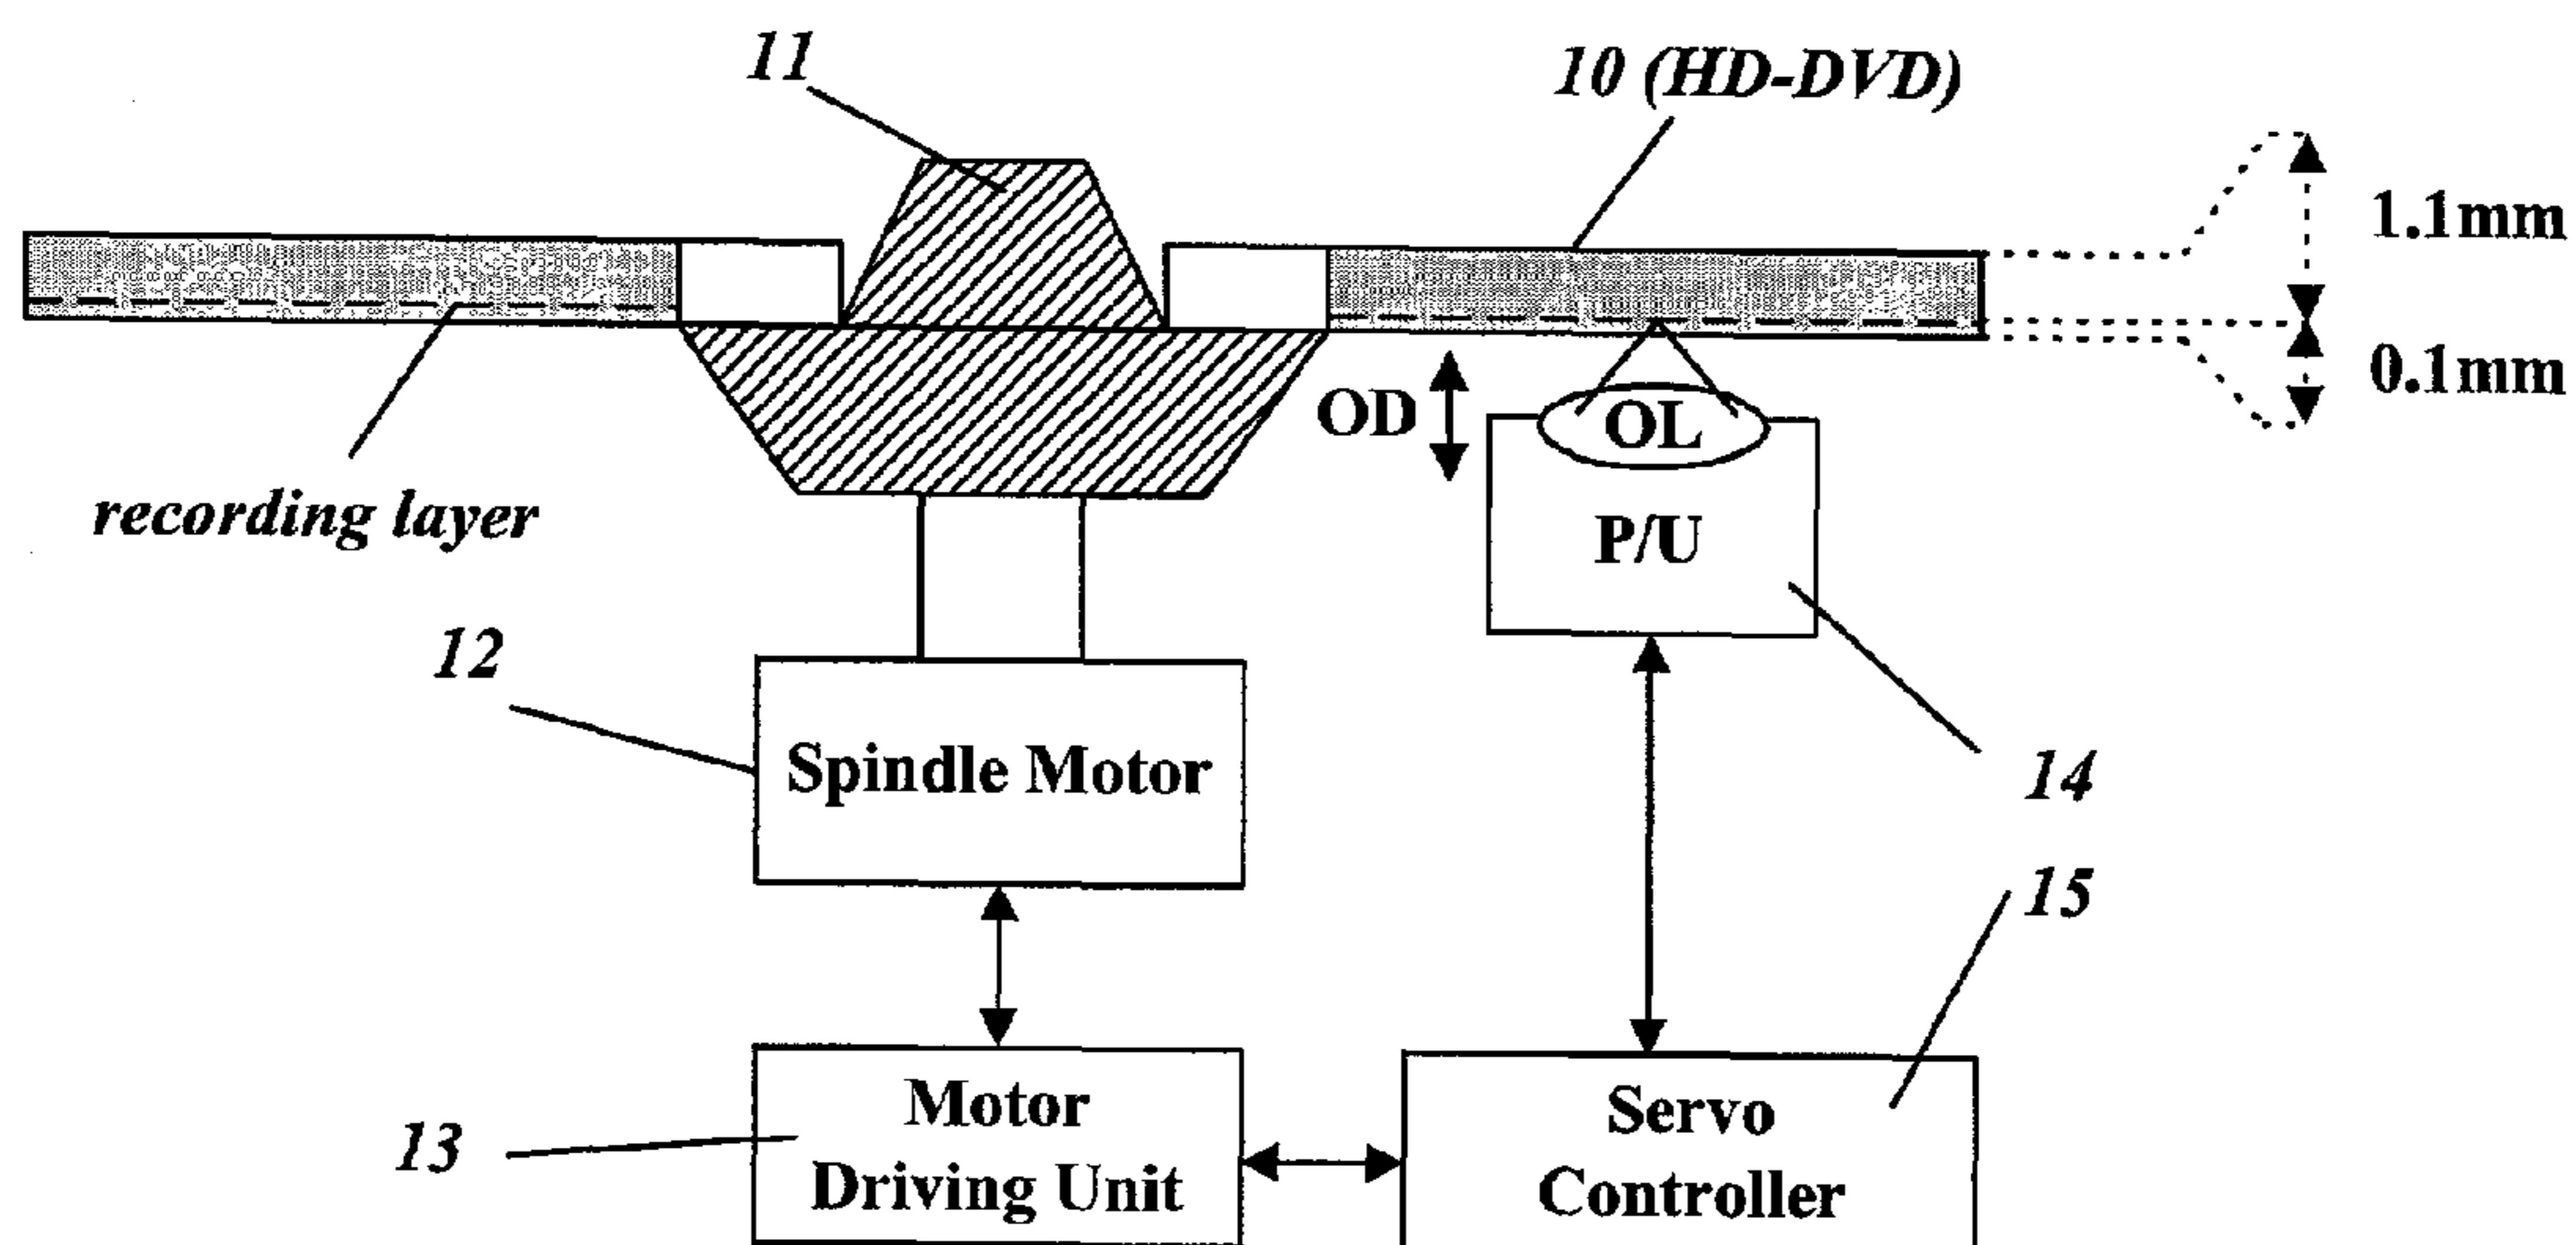 11
10 (HD-DVD)
1.1mm
0.1mm
OD
OL
recording layer
P/U
12
Spindle Motor
14
15
13
Motor
Driving Unit
Servo
Controller